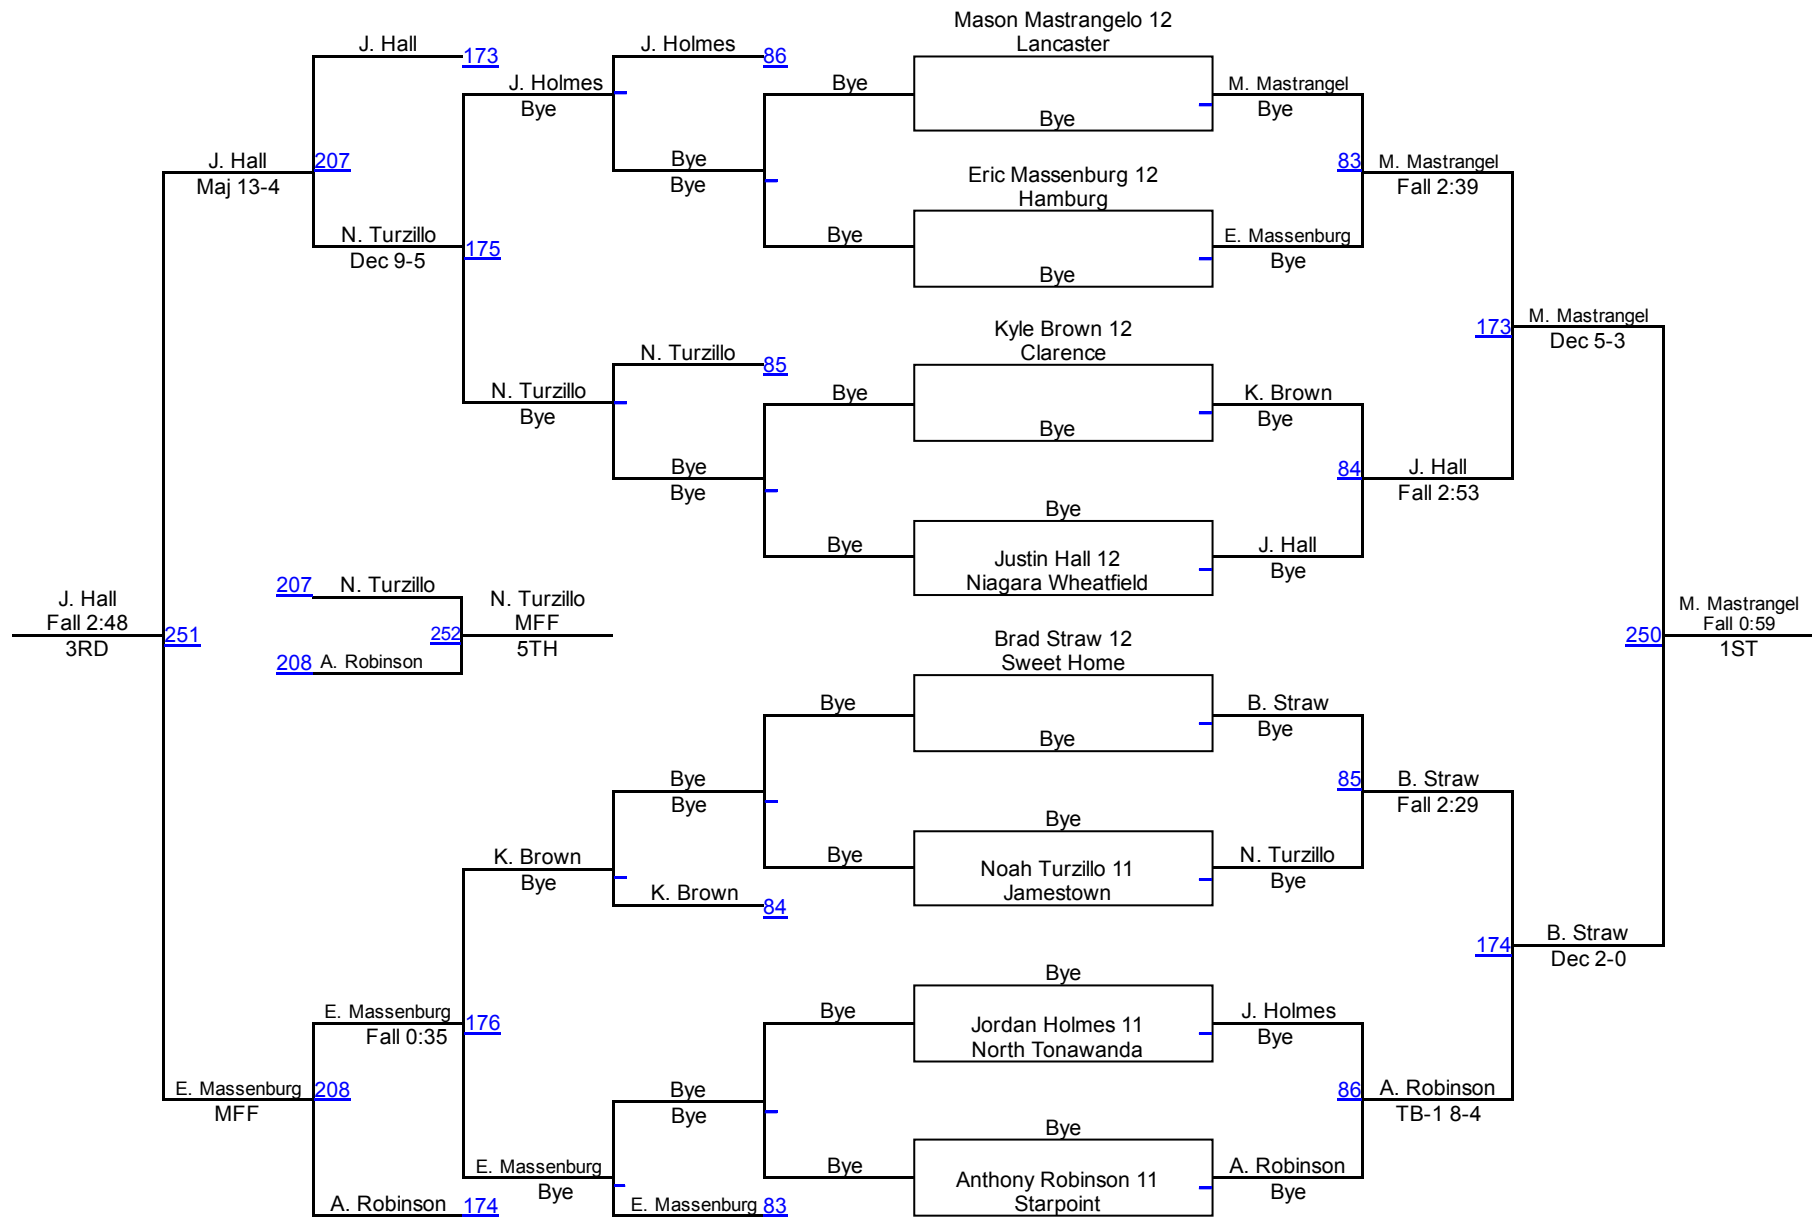 Mason Mastrangelo 12
J. Hall
J. Holmes
Lancaster
173
86
J. Holmes
Bye
M. Mastrangel
Bye
Bye
Bye
Bye
J. Hall
207
Bye
83
M. Mastrangel
Maj 13-4
Bye
Eric Massenburg 12
Fall 2:39
Hamburg
N. Turzillo
175
Bye
E. Massenburg
Dec 9-5
Bye
Bye
M. Mastrangel
173
Dec 5-3
Kyle Brown 12
N. Turzillo
Clarence
85
N. Turzillo
Bye
K. Brown
Bye
Bye
Bye
Bye
84
J. Hall
Bye
Fall 2:53
Bye
Bye
J. Hall
Justin Hall 12
Bye
Niagara Wheatfield
207
N. Turzillo
J. Hall
N. Turzillo
M. Mastrangel
Fall 2:48
MFF
Fall 0:59
251
252
250
3RD
5TH
1ST
208
A. Robinson
Brad Straw 12
Sweet Home
Bye
B. Straw
Bye
Bye
Bye
85
B. Straw
Bye
Fall 2:29
Bye
K. Brown
Bye
N. Turzillo
Bye
Noah Turzillo 11
Bye
K. Brown
Jamestown
84
B. Straw
174
Dec 2-0
Bye
E. Massenburg
176
Bye
J. Holmes
Fall 0:35
Jordan Holmes 11
Bye
North Tonawanda
E. Massenburg
208
Bye
86
A. Robinson
MFF
Bye
TB-1 8-4
Bye
E. Massenburg
Bye
A. Robinson
Bye
Anthony Robinson 11
Bye
A. Robinson
174
E. Massenburg
83
Starpoint